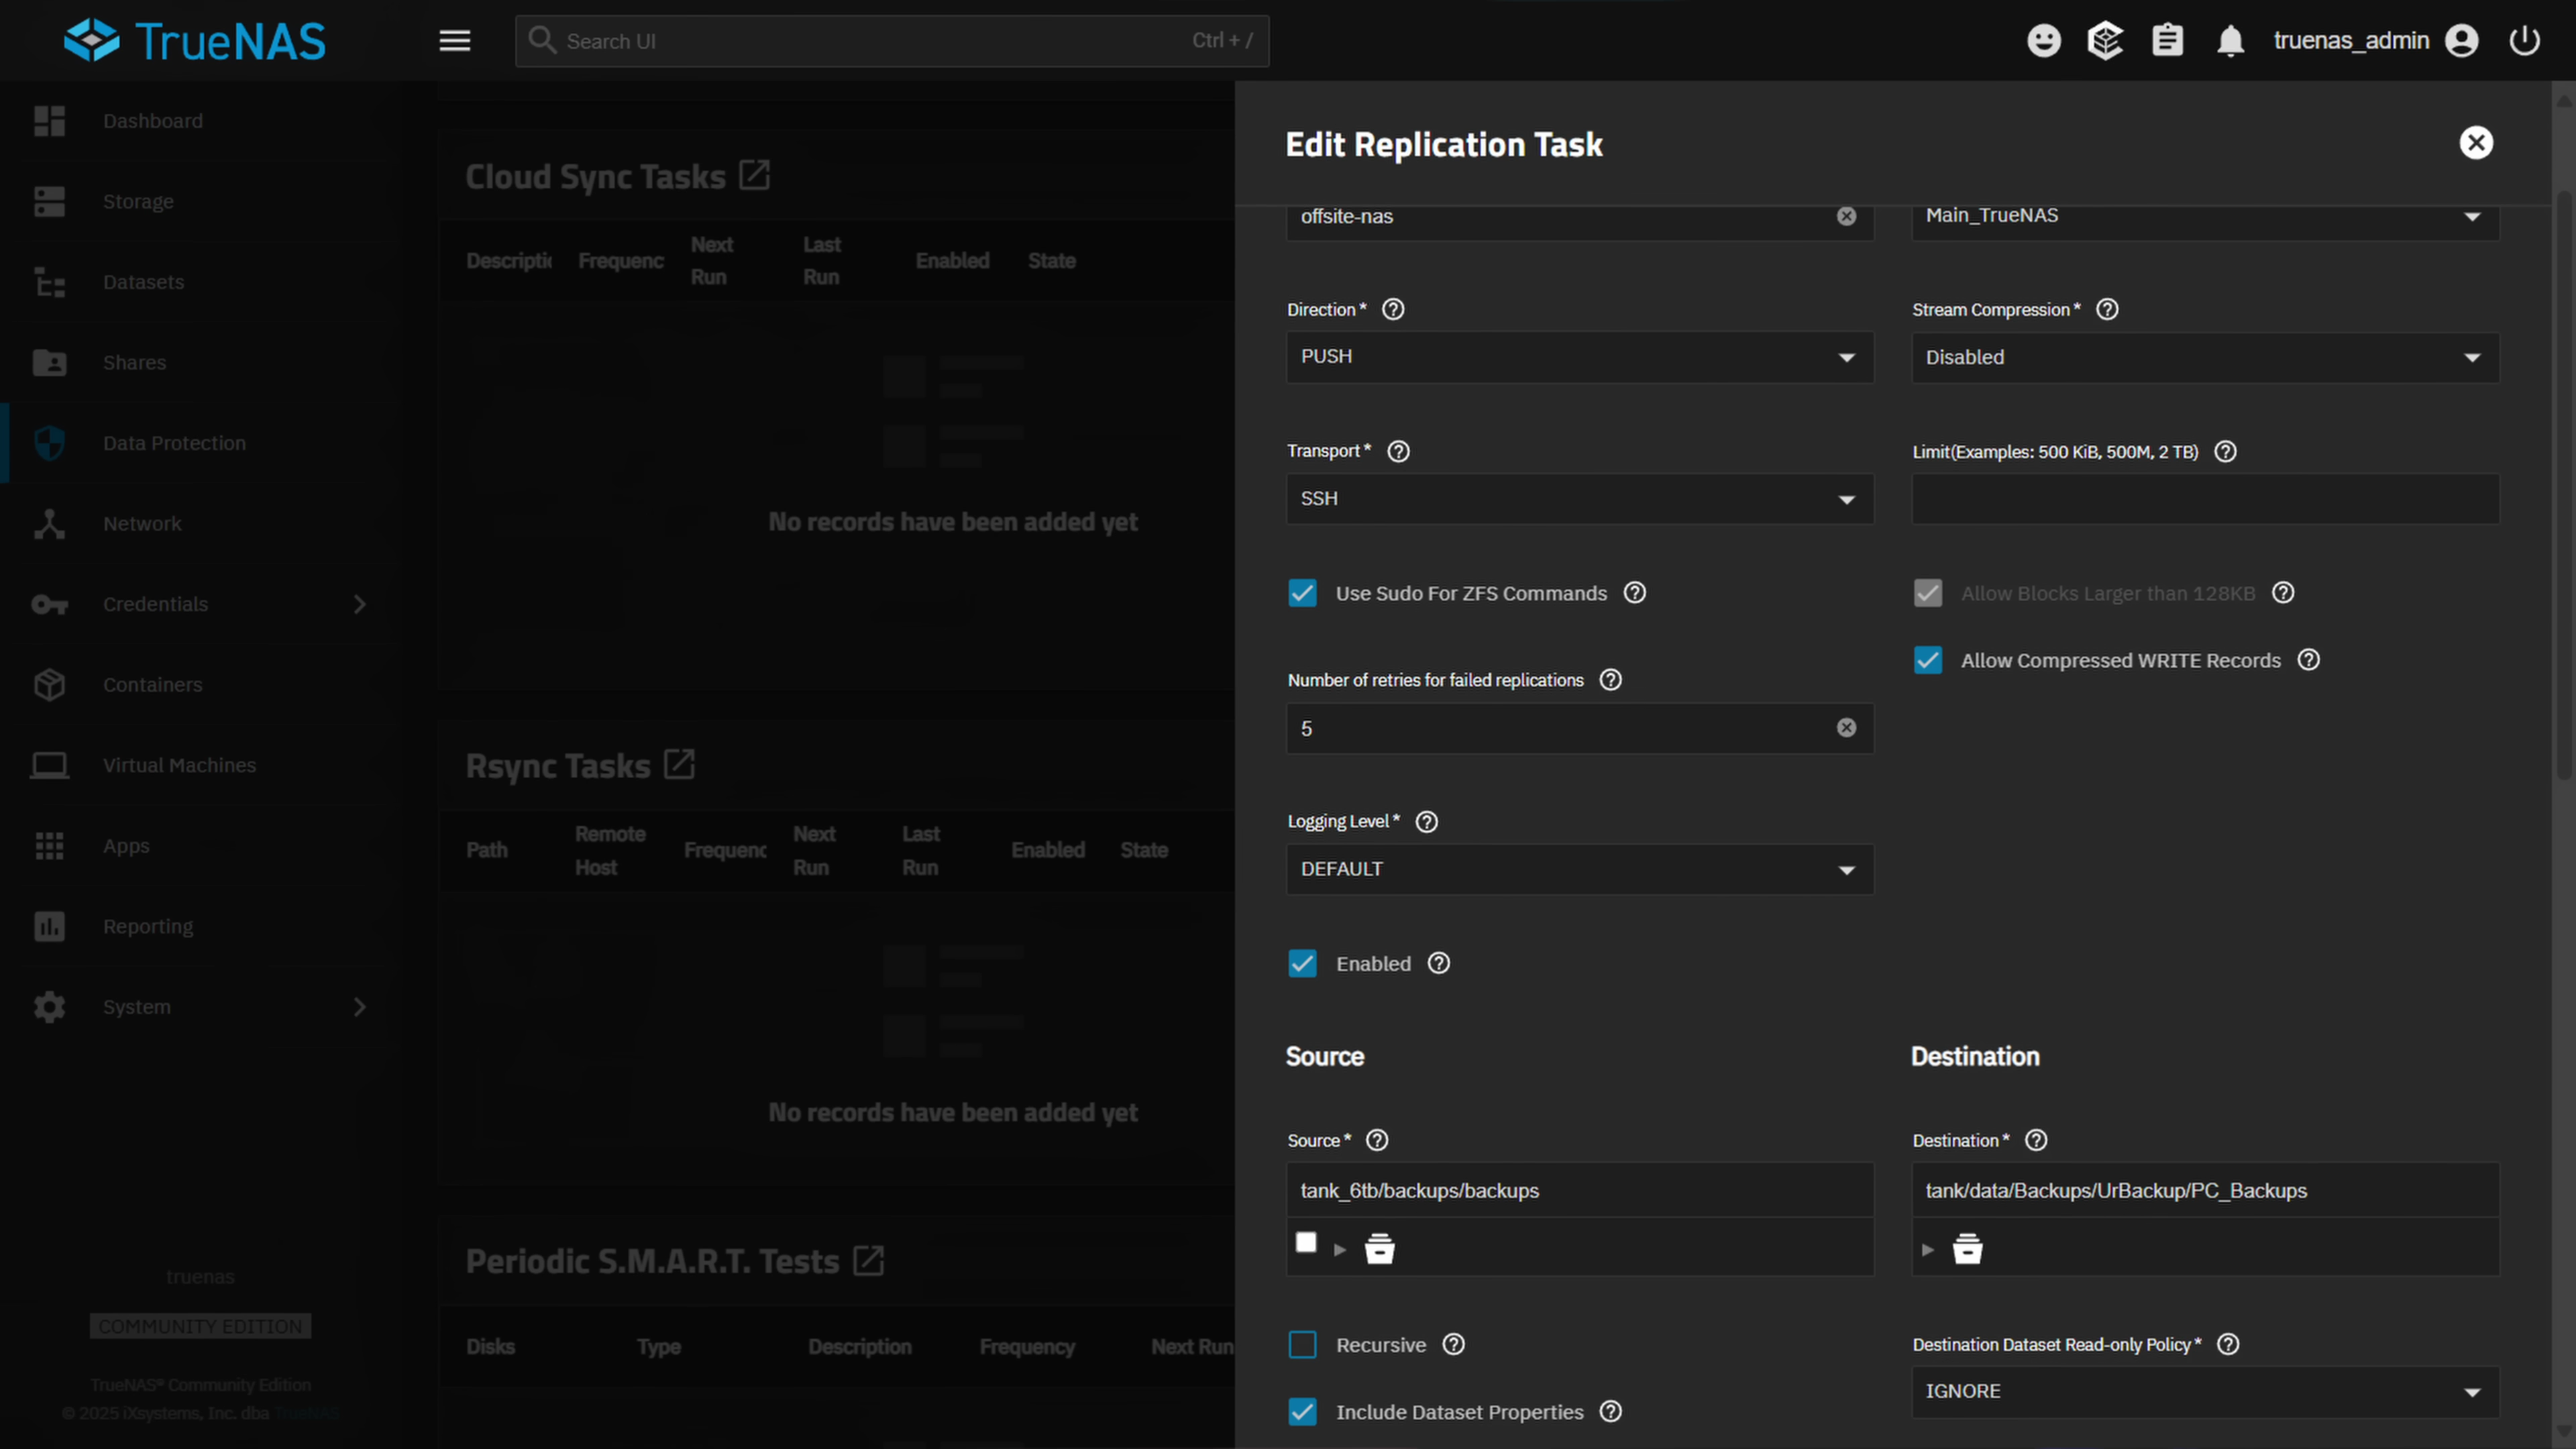 TrueNAS
Search UI
Ctrl + /
truenas_admin
Dashboard
Storage
Datasets
Shares
Data Protection
Network
Credentials
Containers
Virtual Machines
Apps
Reporting
System
truenas
COMMUNITY EDITION
TrueNAS® Community Edition
© 2025 iXsystems, Inc. dba TrueNAS
Cloud Sync Tasks
Descriptic Frequenc Next Run Last Run Enabled State
No records have been added yet
Rsync Tasks
Path Remote Host Frequenc Next Run Last Run Enabled State
No records have been added yet
Periodic S.M.A.R.T. Tests
Disks Type Description Frequency Next Run
Edit Replication Task
offsite-nas
Main_TrueNAS
Direction *
PUSH
Stream Compression *
Disabled
Transport *
SSH
Limit(Examples: 500 KiB, 500M, 2 TB)
Use Sudo For ZFS Commands
Allow Blocks Larger than 128KB
Allow Compressed WRITE Records
Number of retries for failed replications
5
Logging Level *
DEFAULT
Enabled
Source
Destination
Source *
tank_6tb/backups/backups
Destination *
tank/data/Backups/UrBackup/PC_Backups
Recursive
Include Dataset Properties
Destination Dataset Read-only Policy *
IGNORE